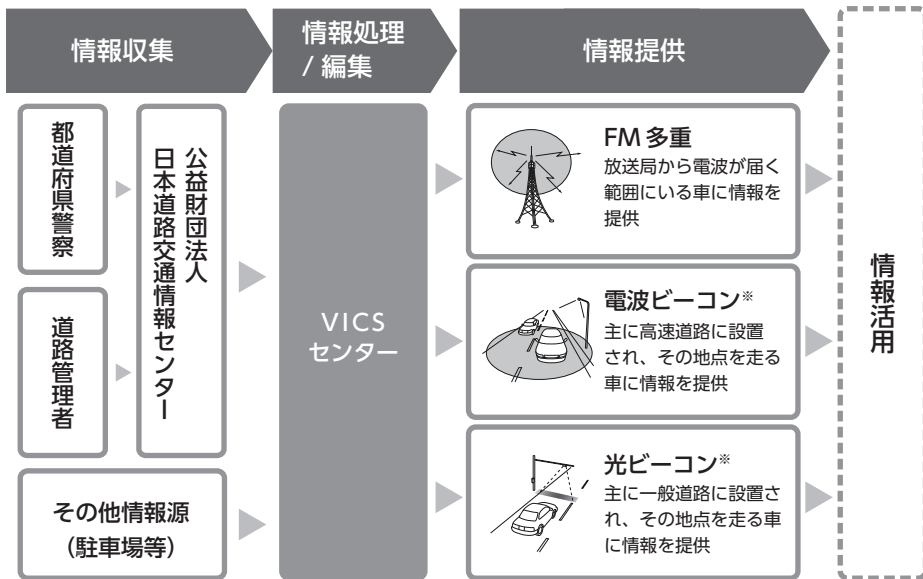 情報収集
情報処理
/ 編集
情報提供
都道府県警察
道路管理者
公益財団法人
日本道路交通情報センター
その他情報源
（駐車場等）
VICS
センター
FM 多重
放送局から電波が届く
範囲にいる車に情報を
提供
電波ビーコン※
主に高速道路に設置
され、その地点を走る
車に情報を提供
光ビーコン※
主に一般道路に設置さ
れ、その地点を走る車
に情報を提供
情報活用